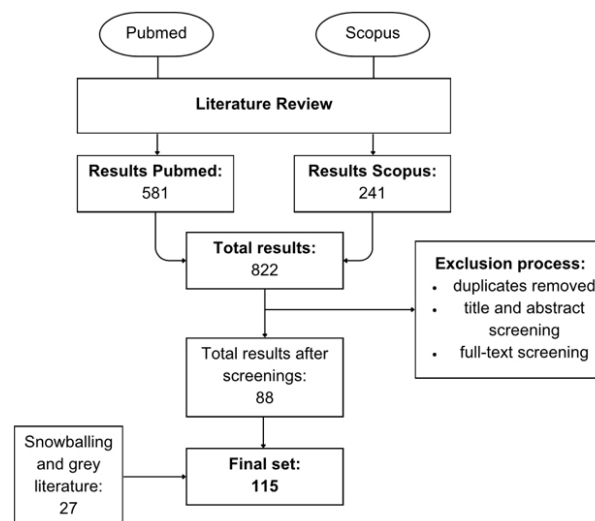 Pubmed
Scopus
Literature Review
Results Pubmed:
581
Results Scopus:
241
Total results:
822
Exclusion process:
• duplicates removed
• title and abstract
screening
• full-text screening
Total results after
screenings:
88
Snowballing
and grey
literature:
27
Final set:
115